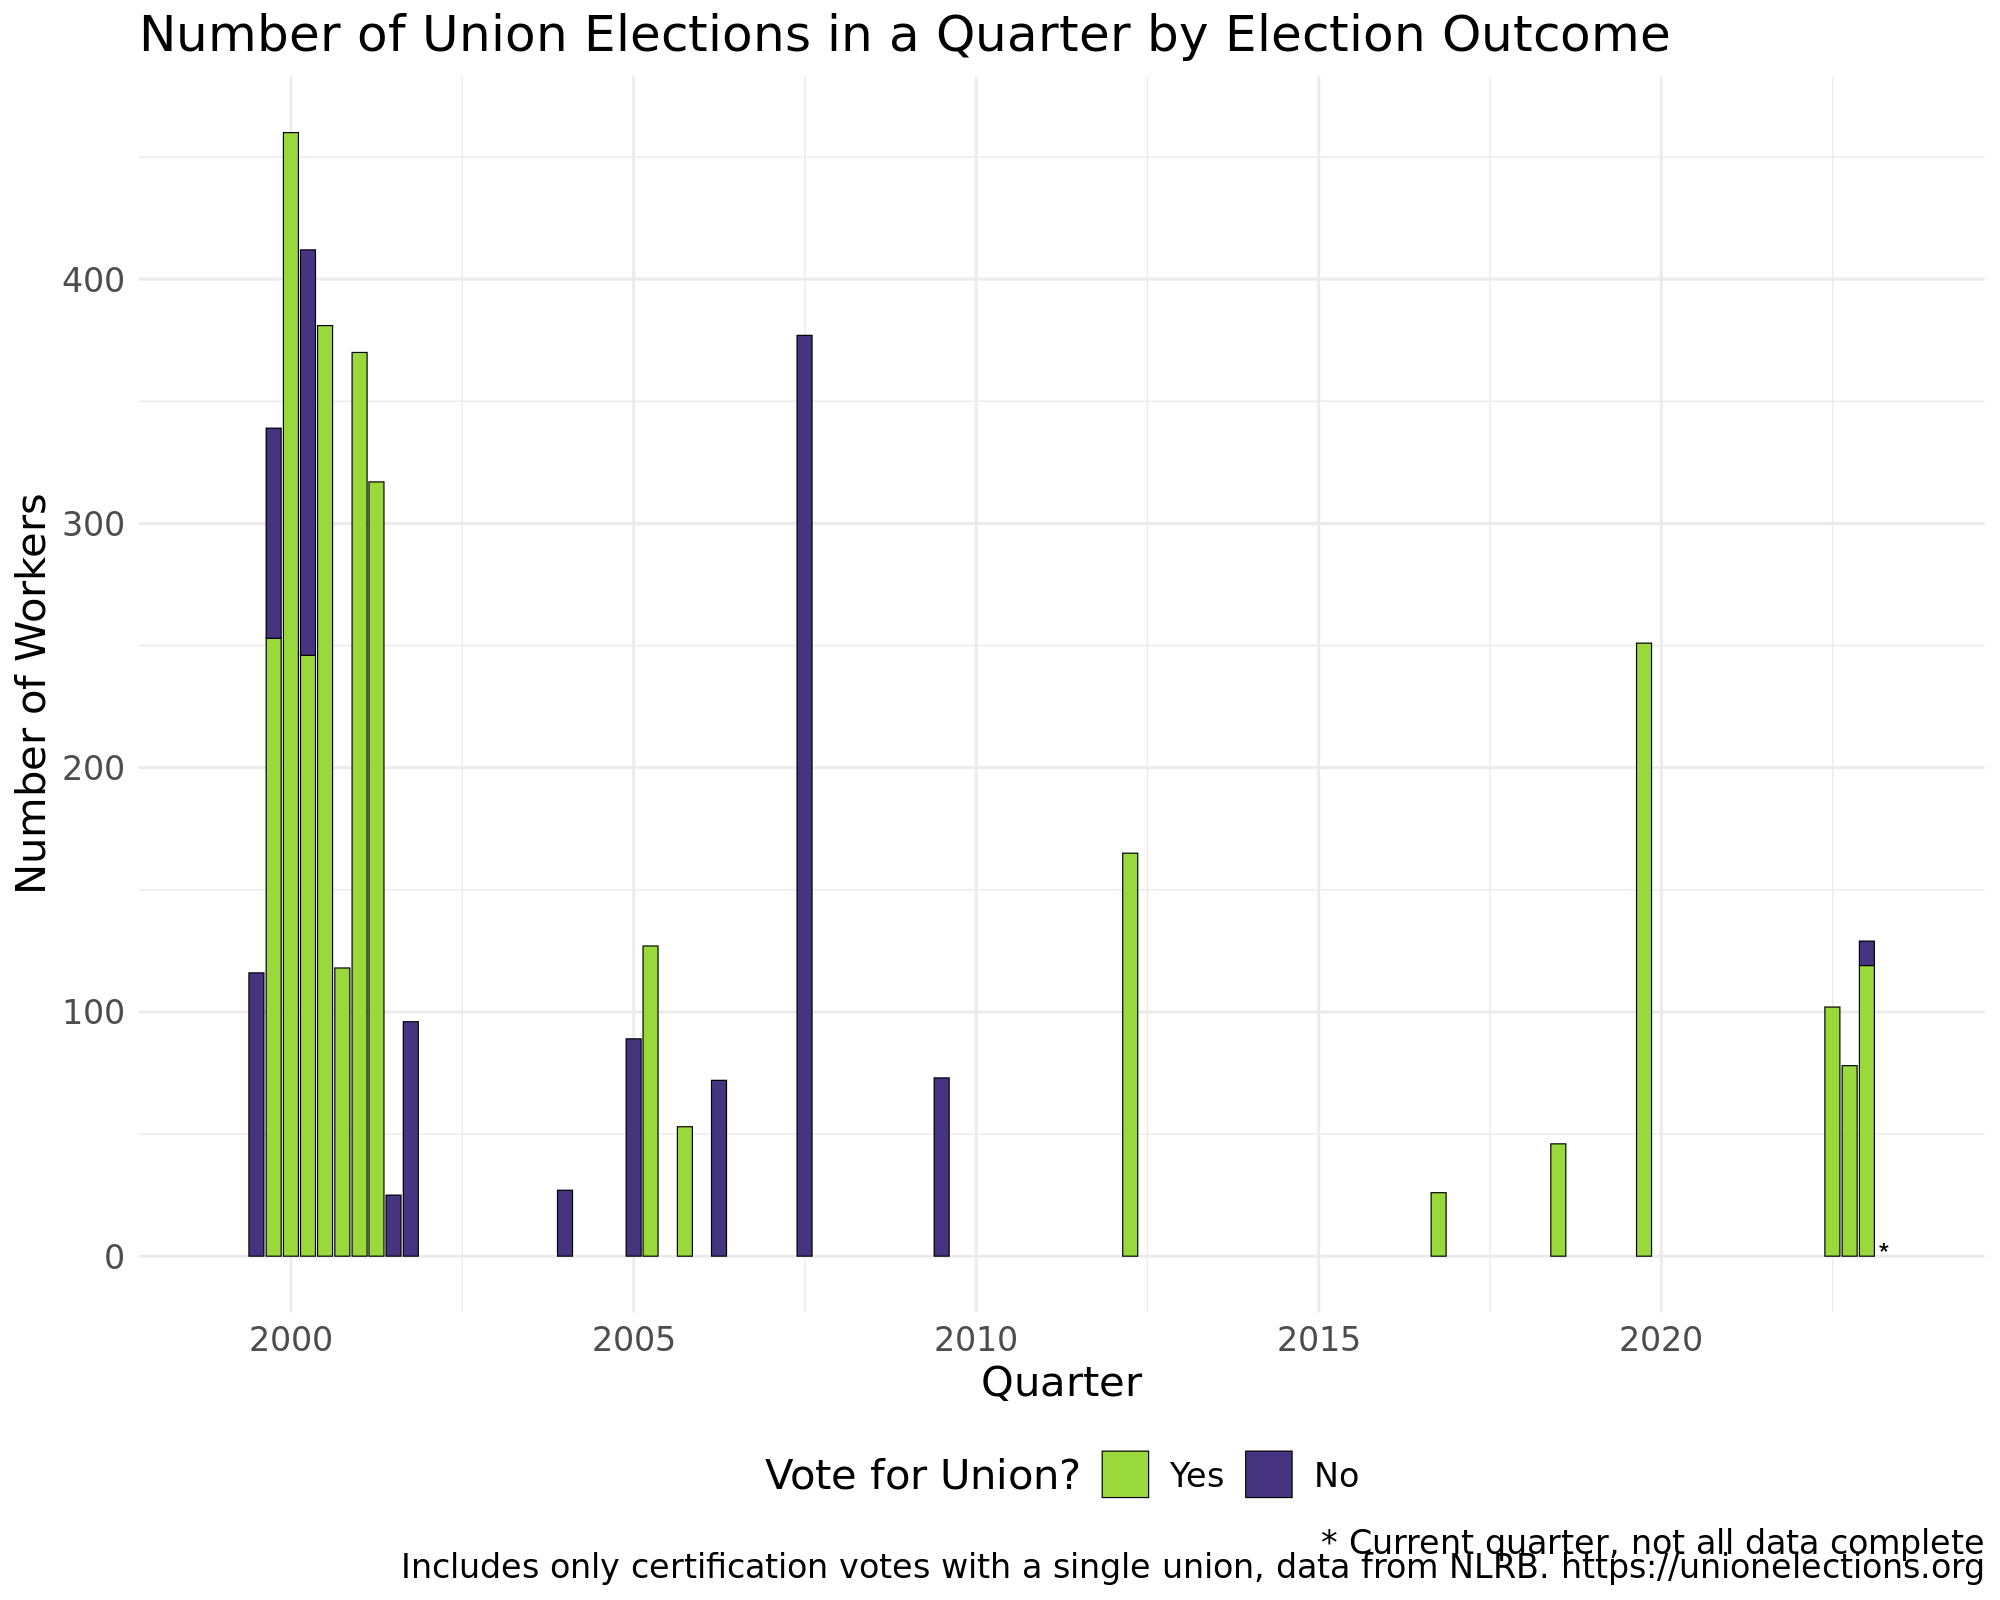 Number of Union Elections in a Quarter by Election Outcome
Number of Workers
400
300
200
100
0
*
2000 2005 2010 2015 2020
Quarter
Vote for Union? Yes No
* Current quarter, not all data complete
Includes only certification votes with a single union, data from NLRB. https://unionelections.org